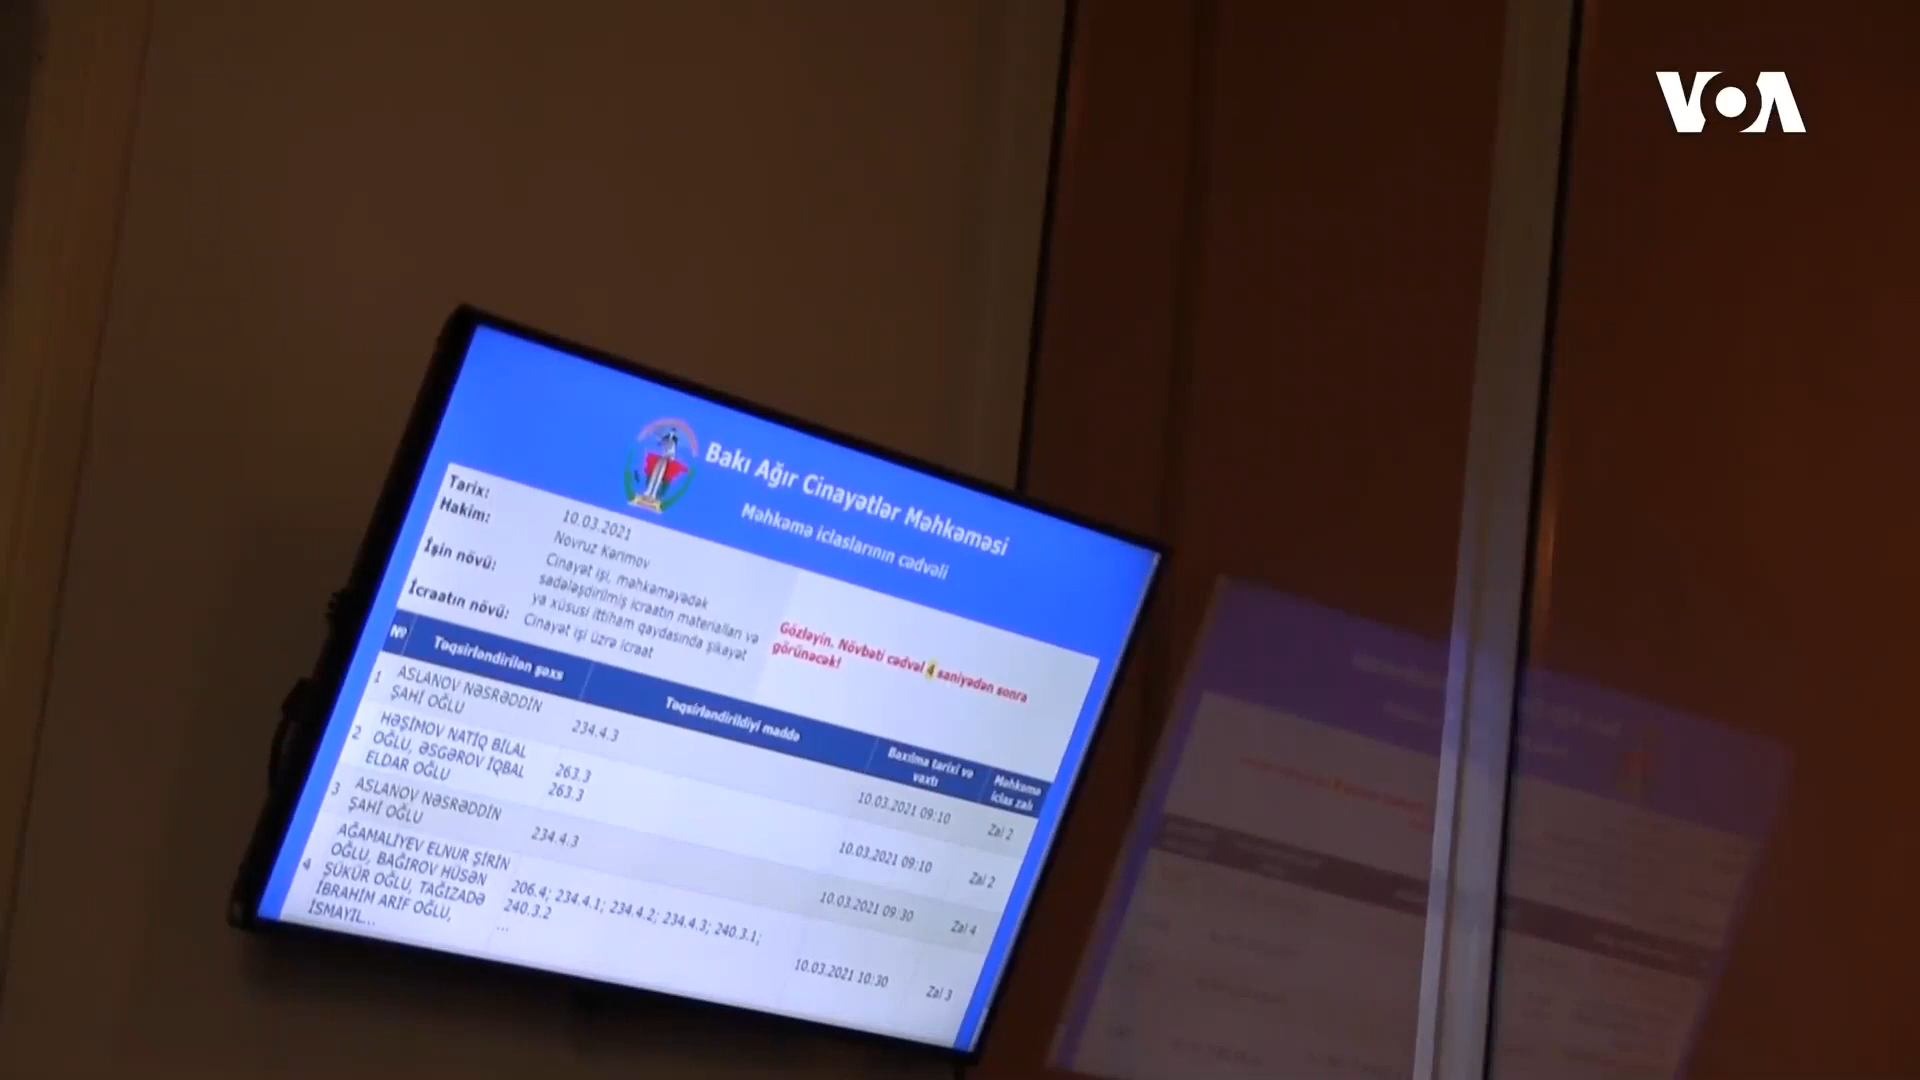 VOA
Bakı Ağır Cinayətlər Məhkəməsi
Məhkəmə iclaslarının cədvəli
Tarix: 10.03.2021
Hakim: Novruz Kərimov
İşin növü: Cinayət işi, məhkəməyədək
sadələşdirilmiş icraatın materialları və
ya xüsusi ittiham qaydasında şikayət
İcraatın növü: Cinayət işi üzrə icraat
Gözləyin. Növbəti cədvəl 4 saniyədən sonra
görünəcək!
Nº Təqsirləndirilən şəxs Təqsirləndirildiyi maddə Baxılma tarixi və
vaxtı Məhkəmə
iclas zalı
1 ASLANOV NƏSRƏDDİN
ŞAHİ OĞLU 234.4.3 10.03.2021 09:10 Zal 2
2 HƏŞİMOV NATİQ BİLAL
OĞLU, ƏSGƏROV İQBAL
ELDAR OĞLU 263.3
263.3 10.03.2021 09:10 Zal 2
3 ASLANOV NƏSRƏDDİN
ŞAHİ OĞLU 234.4.3 10.03.2021 09:30 Zal 4
4 AĞAMALIYEV ELNUR ŞİRİN
OĞLU, BAĞIROV HÜSƏN
ŞÜKÜR OĞLU, TAĞIZADƏ
İBRAHİM ARİF OĞLU,
İSMAYIL... 206.4; 234.4.1; 234.4.2; 234.4.3; 240.3.1;
240.3.2
... 10.03.2021 10:30 Zal 3